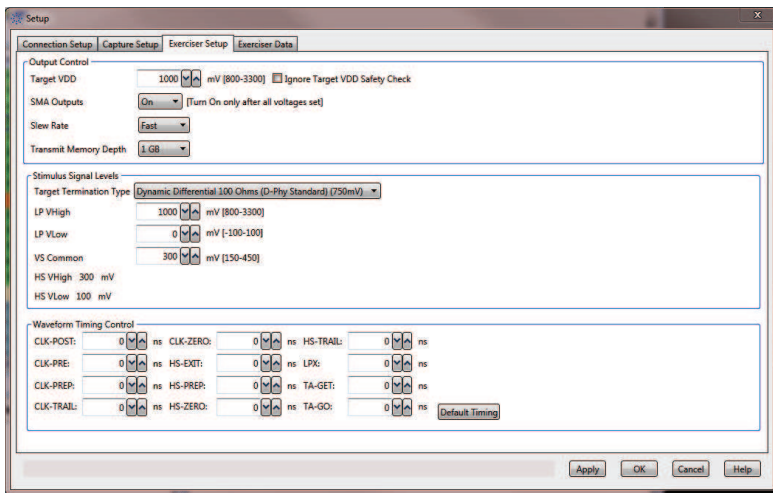 Setup
x
Connection Setup Capture Setup Exerciser Setup Exerciser Data
Output Control
Target VDD 1000 mV [800-3300] Ignore Target VDD Safety Check
SMA Outputs On [Turn On only after all voltages set]
Slew Rate Fast
Transmit Memory Depth 1 GB
Stimulus Signal Levels
Target Termination Type Dynamic Differential 100 Ohms (D-Phy Standard) (750mV)
LP VHigh 1000 mV [800-3300]
LP VLow 0 mV [-100-100]
VS Common 300 mV [150-450]
HS VHigh 300 mV
HS VLow 100 mV
Waveform Timing Control
CLK-POST: 0 ns CLK-ZERO: 0 ns HS-TRAIL: 0 ns
CLK-PRE: 0 ns HS-EXIT: 0 ns LPX: 0 ns
CLK-PREP: 0 ns HS-PREP: 0 ns TA-GET: 0 ns
CLK-TRAIL: 0 ns HS-ZERO: 0 ns TA-GO: 0 ns Default Timing
Apply OK Cancel Help